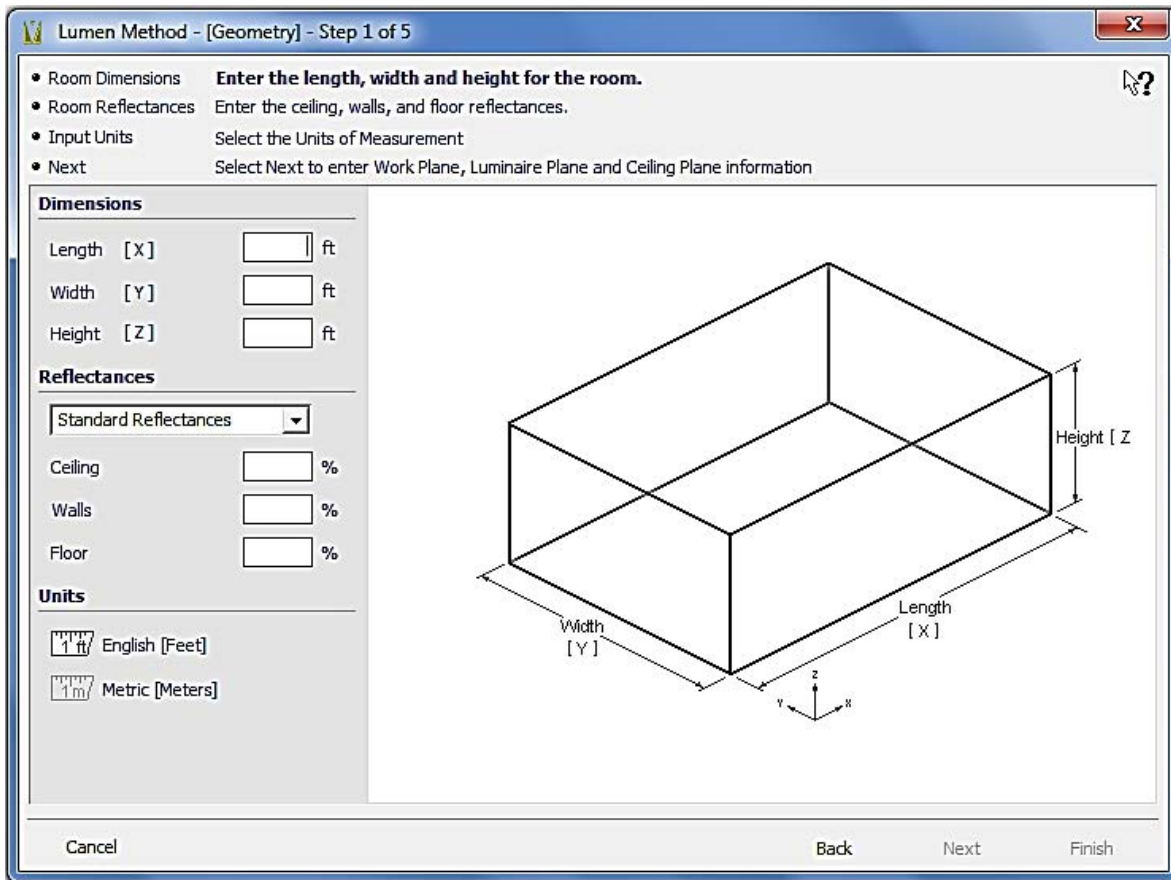 Lumen Method - [Geometry] - Step 1 of 5
x
Room Dimensions Enter the length, width and height for the room.
Room Reflectances Enter the ceiling, walls, and floor reflectances.
Input Units Select the Units of Measurement
Next Select Next to enter Work Plane, Luminaire Plane and Ceiling Plane information
?
Dimensions
Length [X] ft
Width [Y] ft
Height [Z] ft
Reflectances
Standard Reflectances
Ceiling %
Walls %
Floor %
Units
1 ft English [Feet]
1 m Metric [Meters]
Height [ Z
Length
[ X ]
Width
[ Y ]
Z
Y X
Cancel Back Next Finish